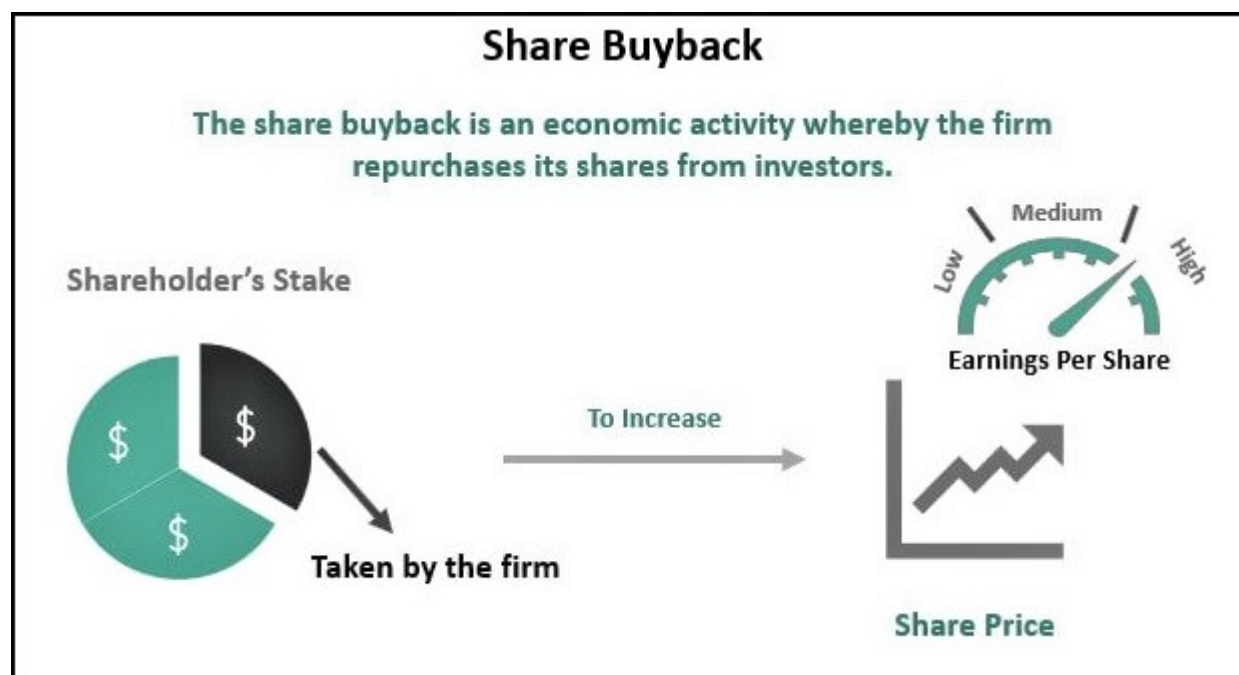 Share Buyback
The share buyback is an economic activity whereby the firm
repurchases its shares from investors.
Shareholder’s Stake
$
$
$
Taken by the firm
To Increase
Low
Medium
High
Earnings Per Share
Share Price